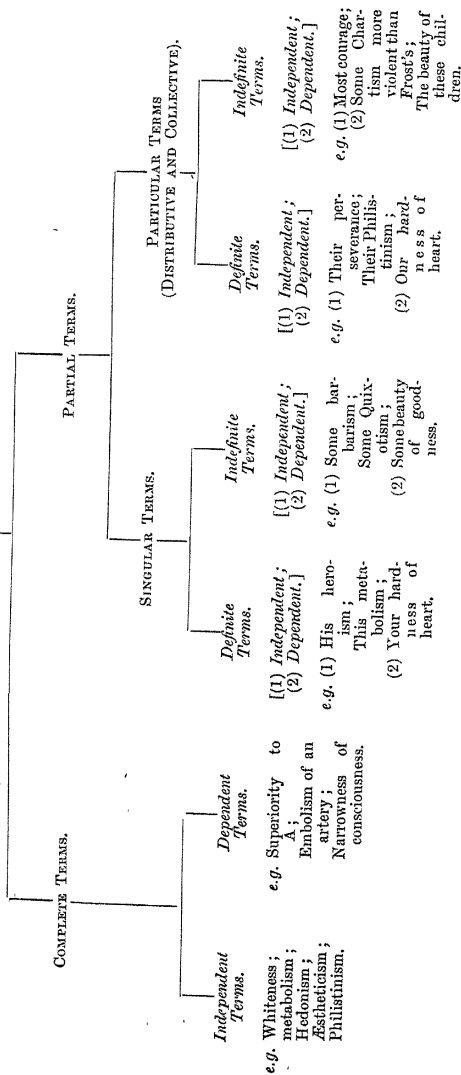 COMPLETE TERMS.
PARTIAL TERMS.
SINGULAR TERMS.
PARTICULAR TERMS
(DISTRIBUTIVE AND COLLECTIVE).
Independent
Terms.
e.g. Whiteness;
metabolism;
Hedonism;
Æstheticism;
Philistinism.
Dependent
Terms.
e.g. Superiority to
A;
Embolism of an
artery;
Narrowness of
consciousness.
Definite
Terms.
[(1) Independent;
(2) Dependent.]
e.g. (1) His hero-
ism;
This meta-
bolism;
(2) Your hard-
ness of
heart.
Indefinite
Terms.
[(1) Independent;
(2) Dependent.]
e.g. (1) Some bar-
barism;
Some Quix-
otism;
(2) Some beauty
of good-
ness.
Definite
Terms.
[(1) Independent;
(2) Dependent.]
e.g. (1) Their per-
severance;
Their Philis-
tinism;
(2) Our hard-
ness of
heart.
Indefinite
Terms.
[(1) Independent;
(2) Dependent.]
e.g. (1) Most courage;
(2) Some Char-
tism more
violent than
Frost's;
The beauty of
these chil-
dren.